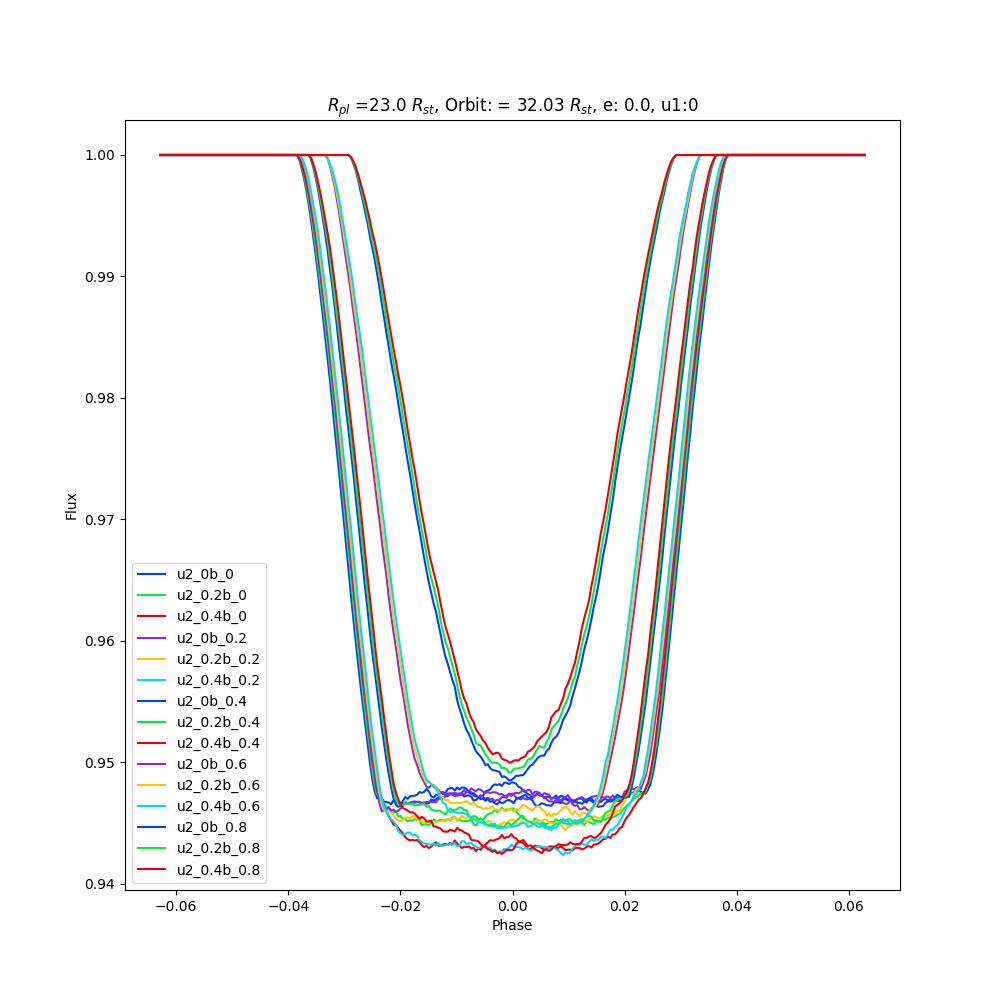 R_pl =23.0 R_st, Orbit: = 32.03 R_st, e: 0.0, u1:0
1.00
0.99
0.98
0.97
0.96
0.95
0.94
Flux
u2_0b_0
u2_0.2b_0
u2_0.4b_0
u2_0b_0.2
u2_0.2b_0.2
u2_0.4b_0.2
u2_0b_0.4
u2_0.2b_0.4
u2_0.4b_0.4
u2_0b_0.6
u2_0.2b_0.6
u2_0.4b_0.6
u2_0b_0.8
u2_0.2b_0.8
u2_0.4b_0.8
−0.06 −0.04 −0.02 0.00 0.02 0.04 0.06
Phase